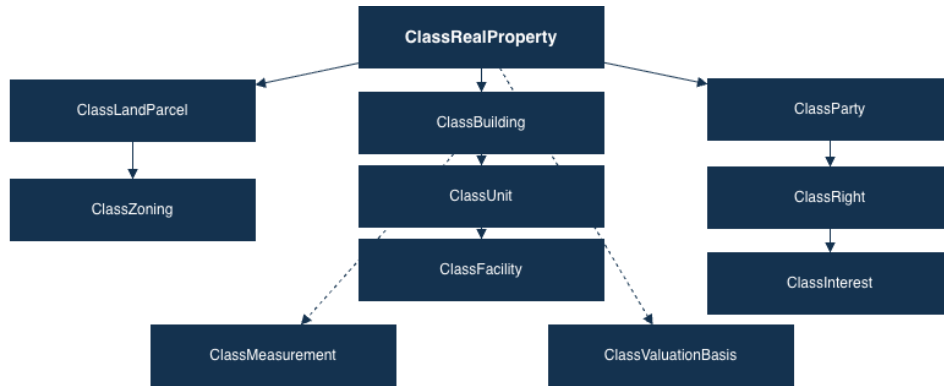 ClassRealProperty
ClassLandParcel
ClassBuilding
ClassParty
ClassZoning
ClassUnit
ClassRight
ClassFacility
ClassInterest
ClassMeasurement
ClassValuationBasis